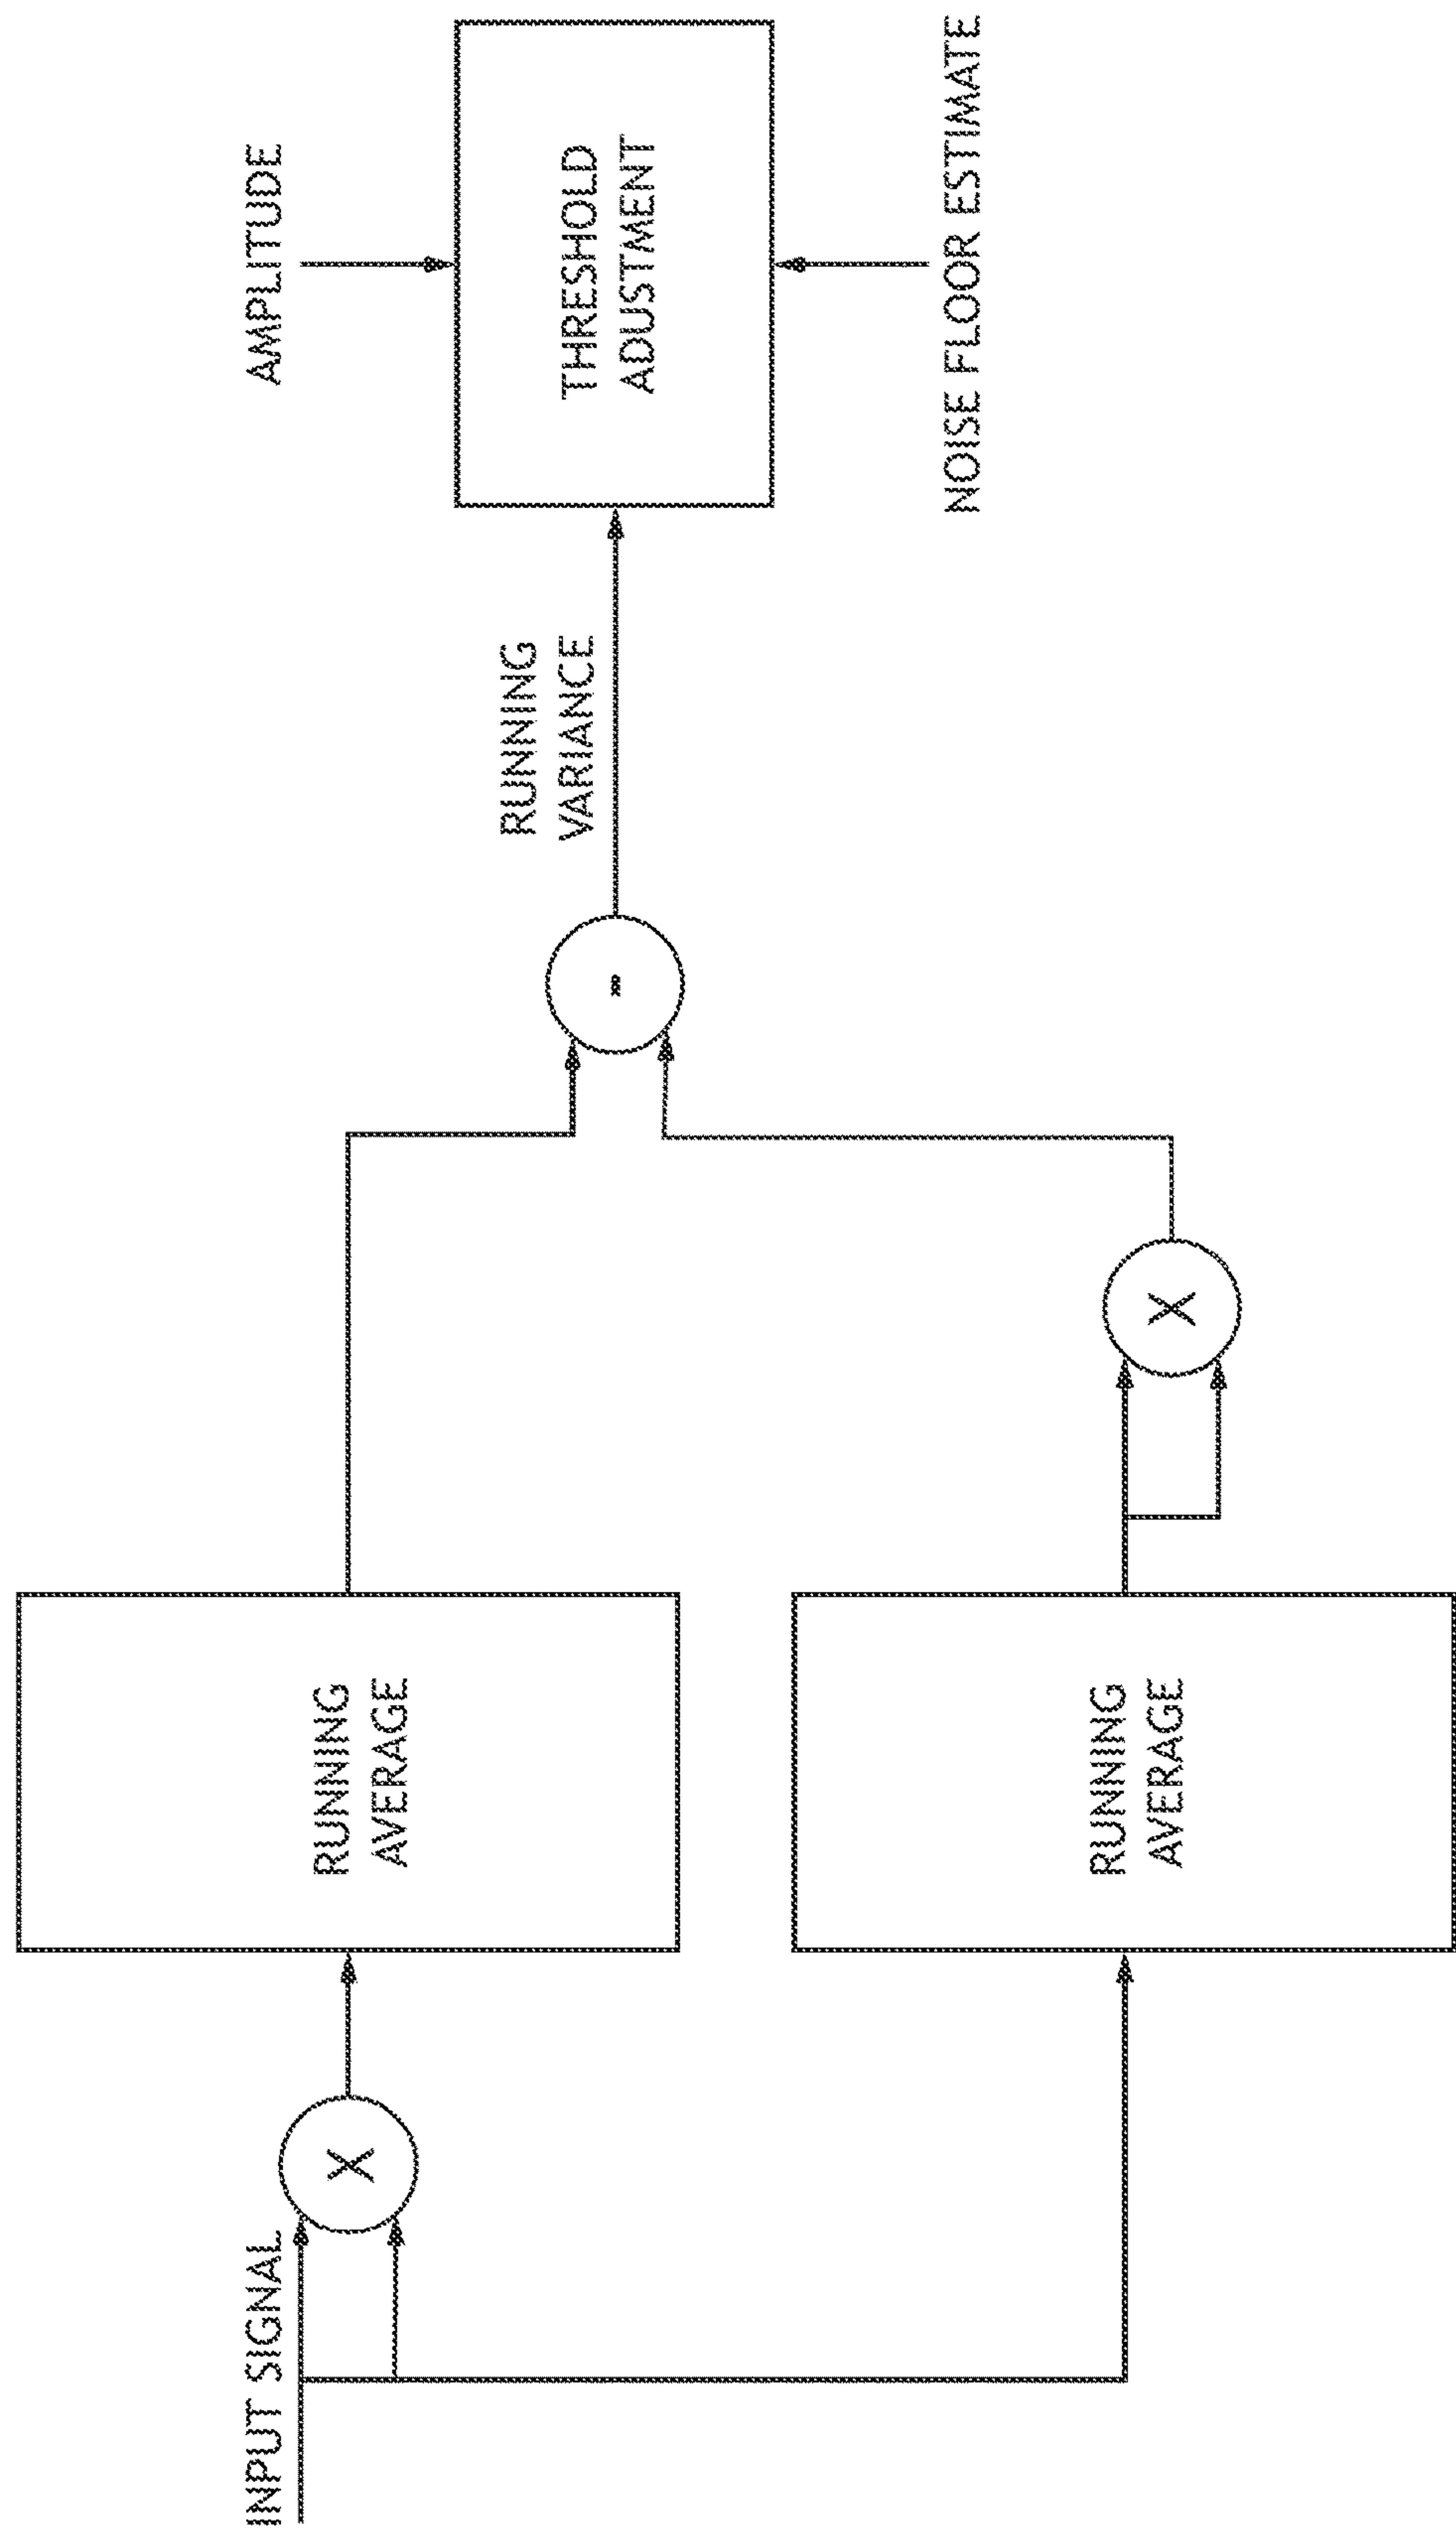 INPUT SIGNAL
X
RUNNING
AVERAGE
RUNNING
AVERAGE
X
-
RUNNING
VARIANCE
AMPLITUDE
THRESHOLD
ADUSTMENT
NOISE FLOOR ESTIMATE